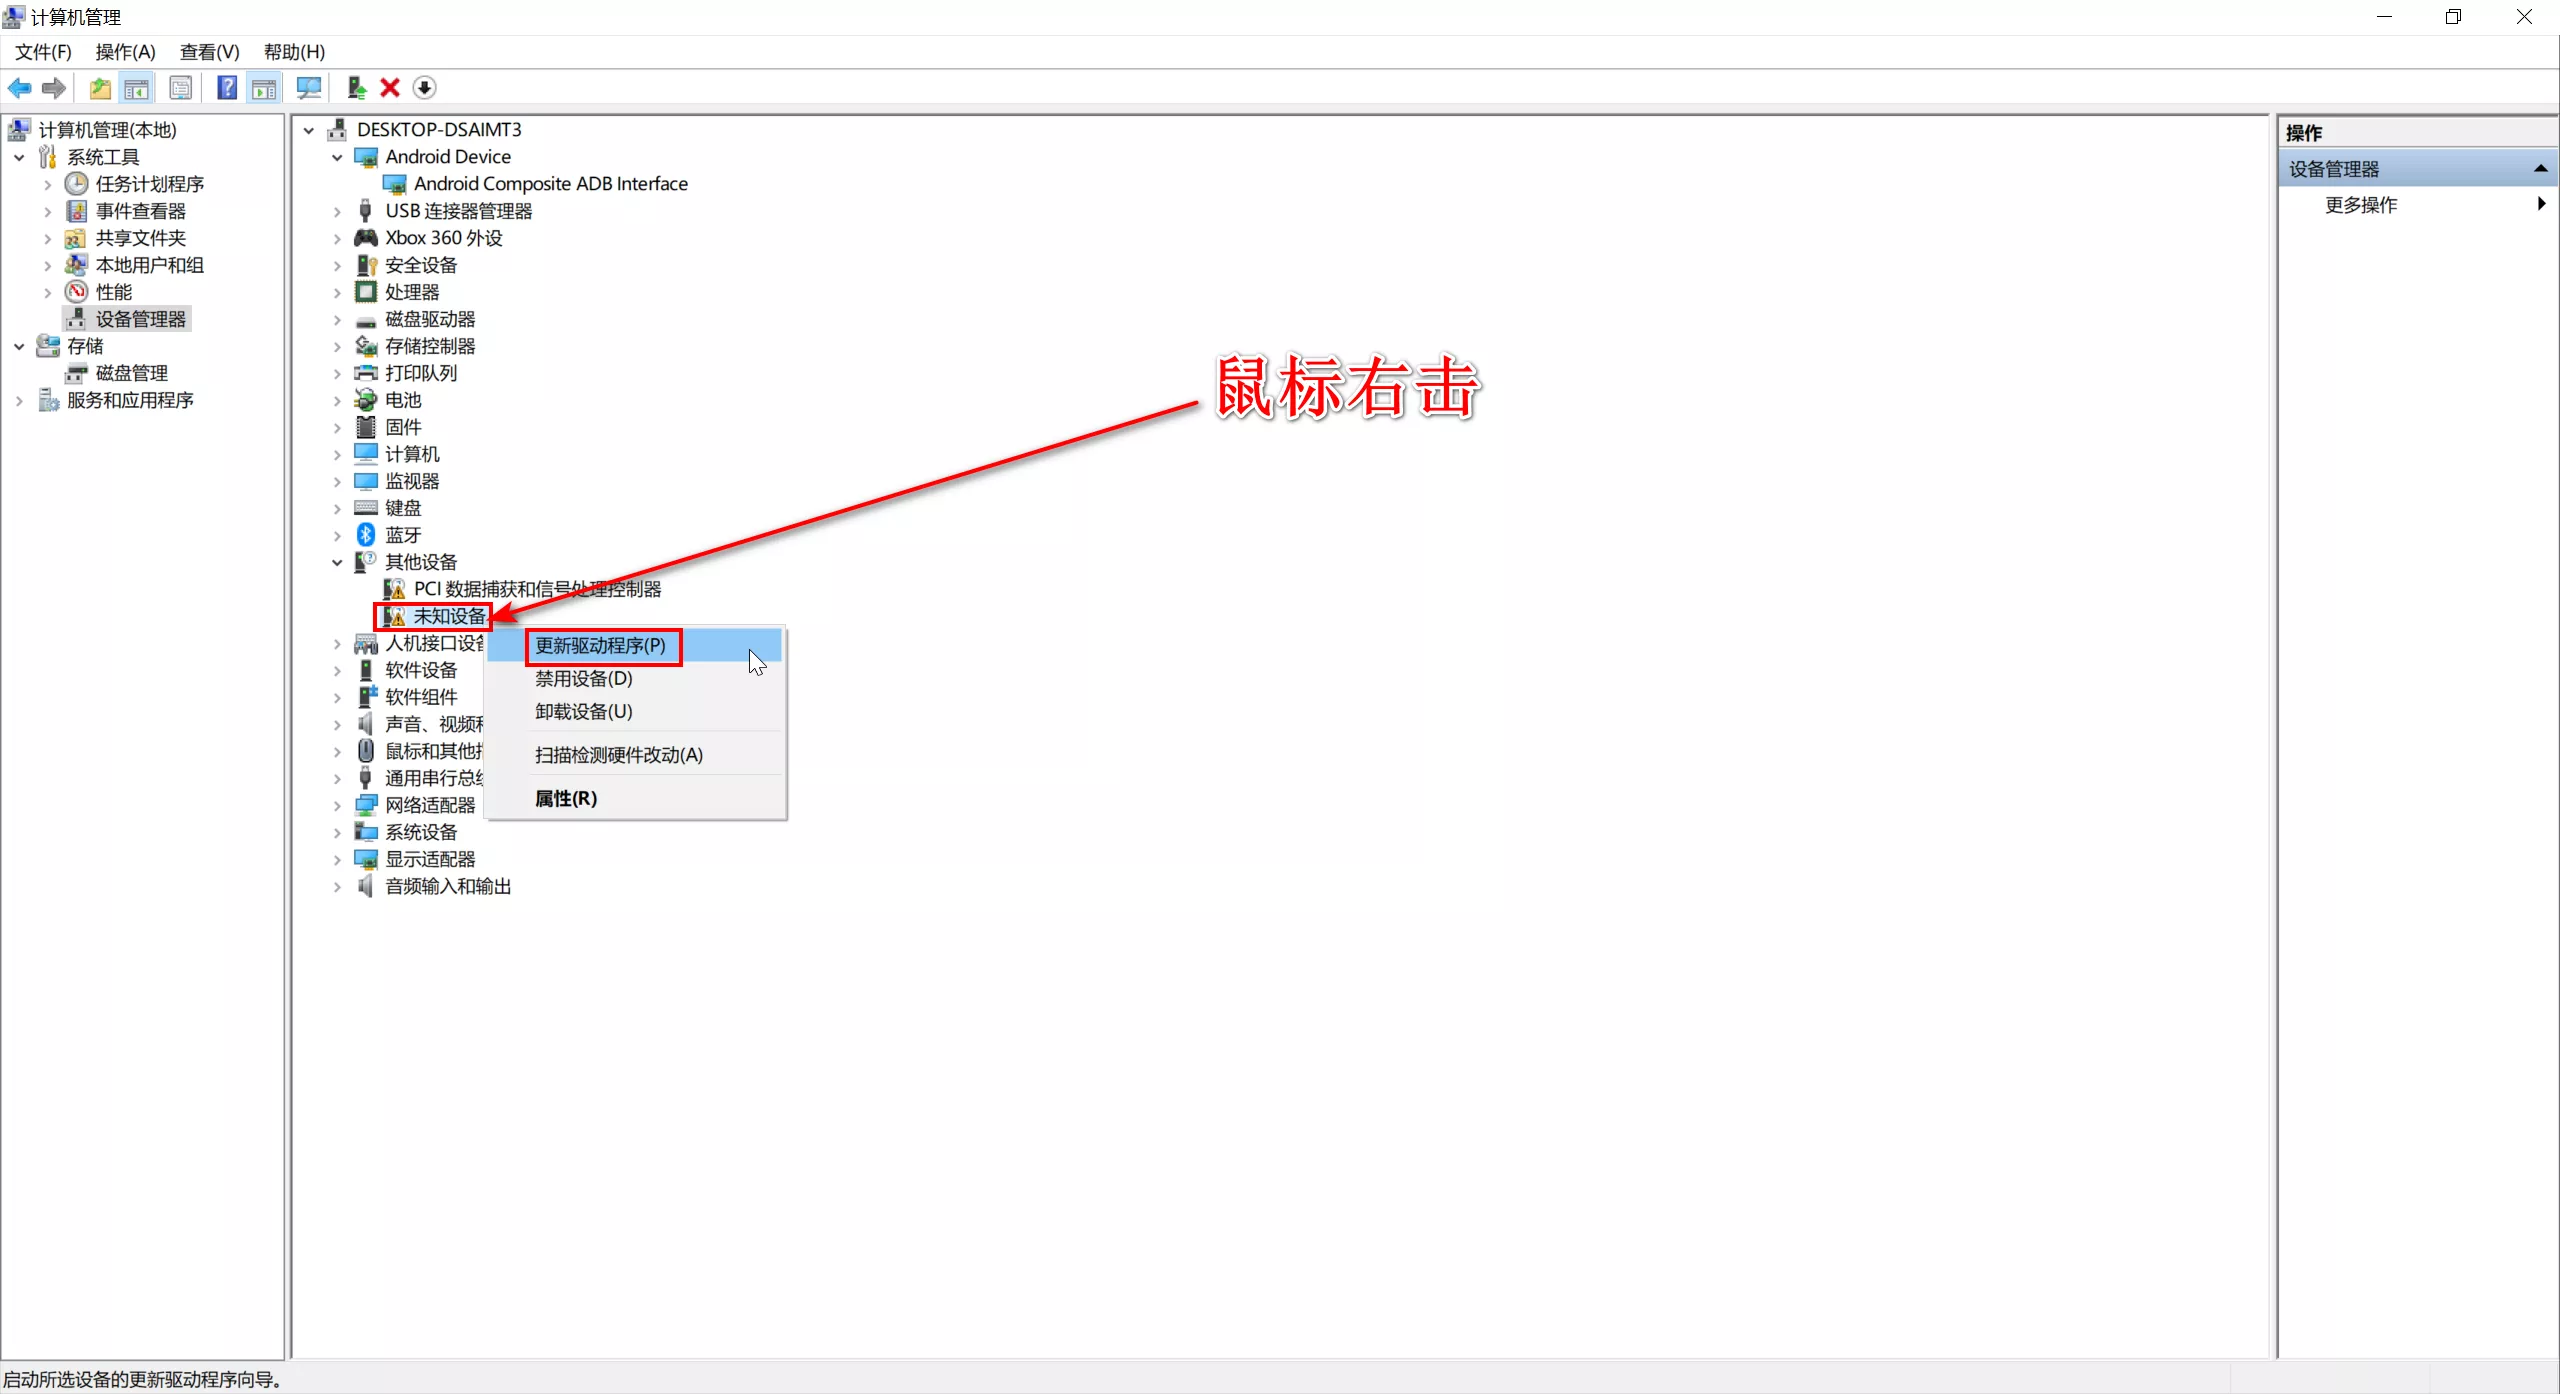 计算机管理
文件(F) 操作(A) 查看(V) 帮助(H)
计算机管理(本地)
系统工具
任务计划程序
事件查看器
共享文件夹
本地用户和组
性能
设备管理器
存储
磁盘管理
服务和应用程序
DESKTOP-DSAIMT3
Android Device
Android Composite ADB Interface
USB 连接器管理器
Xbox 360 外设
安全设备
处理器
磁盘驱动器
存储控制器
打印队列
电池
固件
计算机
监视器
键盘
蓝牙
其他设备
PCI 数据捕获和信号处理控制器
未知设备
人机接口设备
软件设备
软件组件
声音、视频和
鼠标和其他指
通用串行总线
网络适配器
系统设备
显示适配器
音频输入和输出
鼠标右击
更新驱动程序(P)
禁用设备(D)
卸载设备(U)
扫描检测硬件改动(A)
属性(R)
操作
设备管理器
更多操作
启动所选设备的更新驱动程序向导。